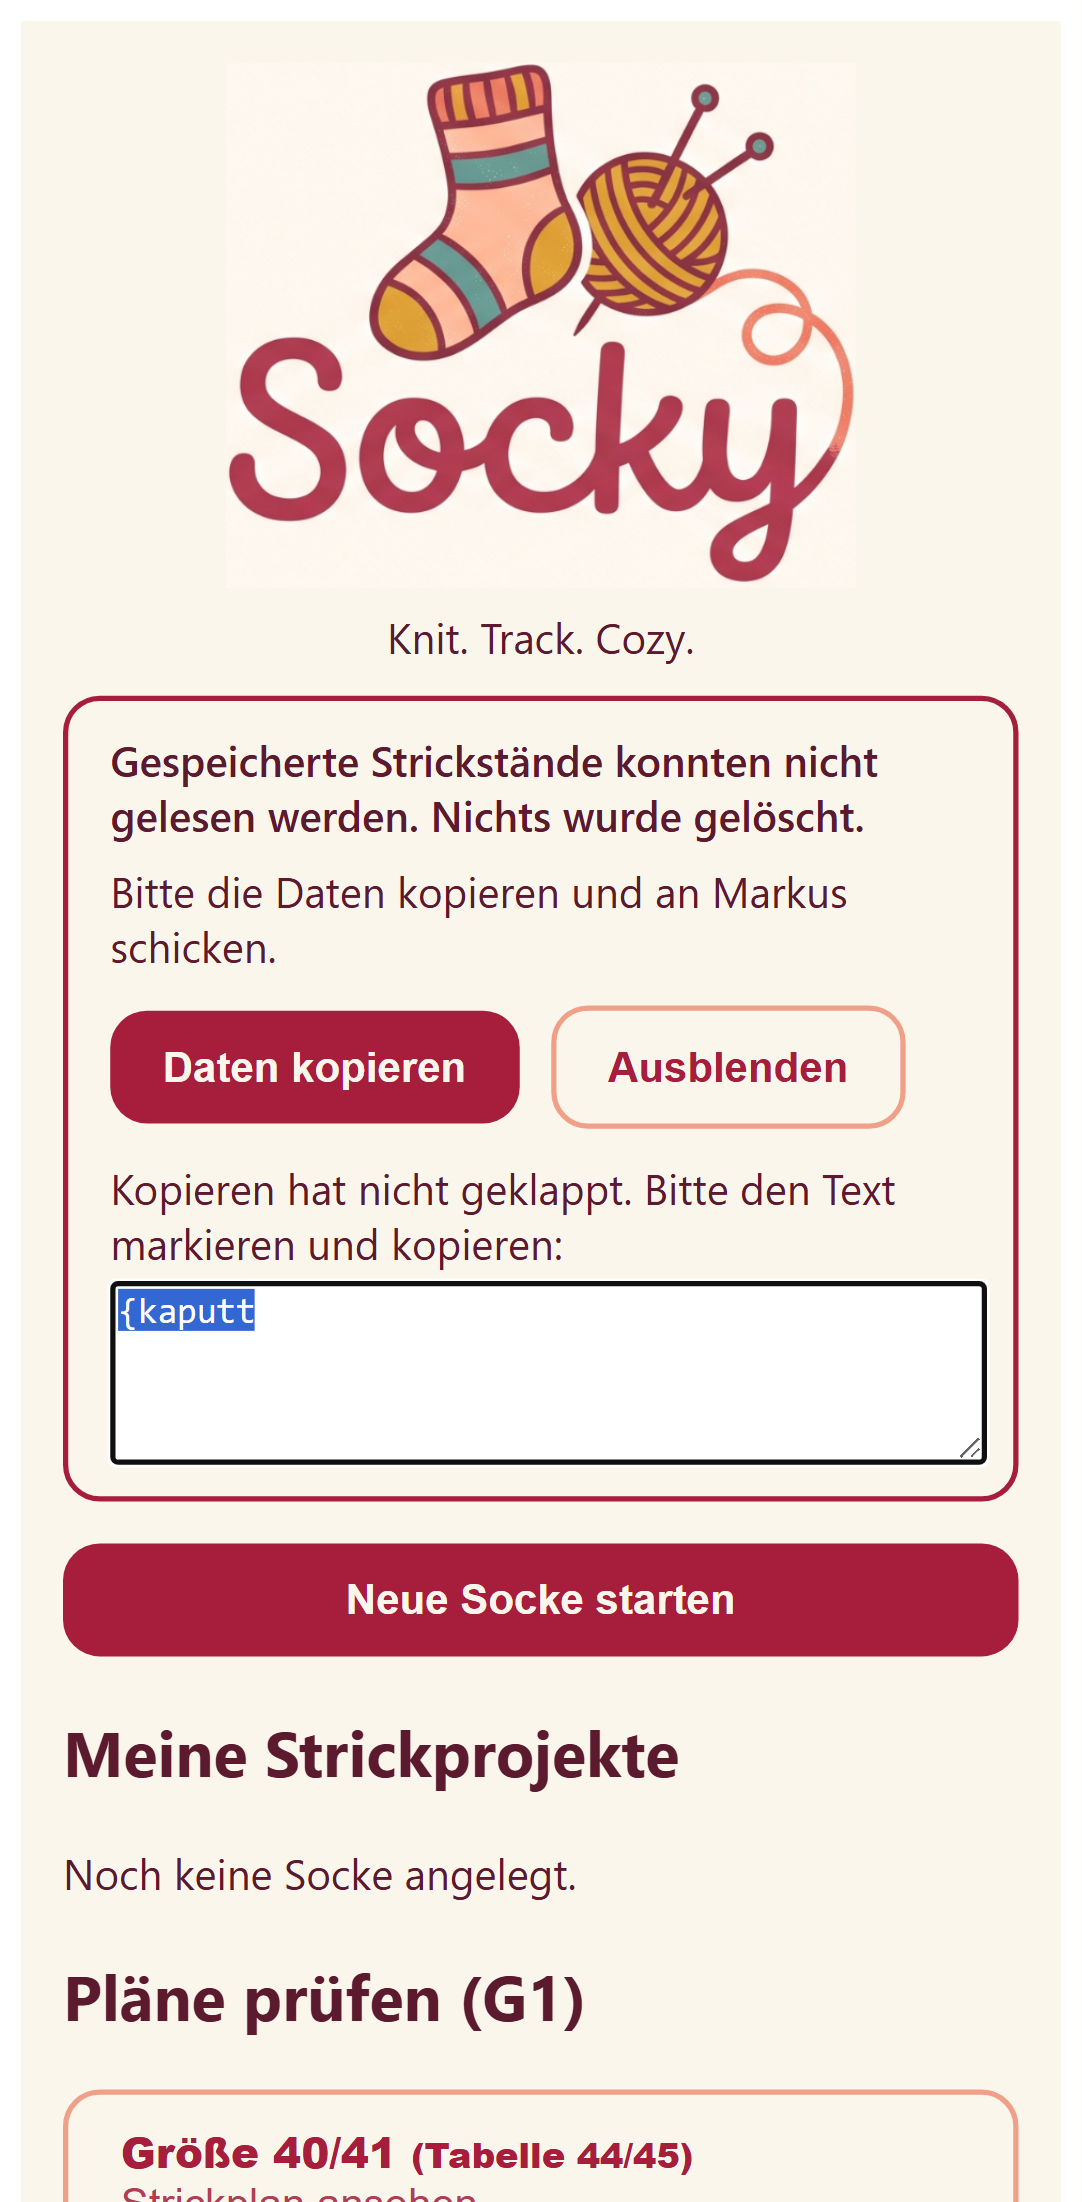 Socky
Knit. Track. Cozy.
Gespeicherte Strickstände konnten nicht
gelesen werden. Nichts wurde gelöscht.
Bitte die Daten kopieren und an Markus
schicken.
Daten kopieren
Ausblenden
Kopieren hat nicht geklappt. Bitte den Text
markieren und kopieren:
{kaputt
Neue Socke starten
Meine Strickprojekte
Noch keine Socke angelegt.
Pläne prüfen (G1)
Größe 40/41 (Tabelle 44/45)
Strickplan ansehen